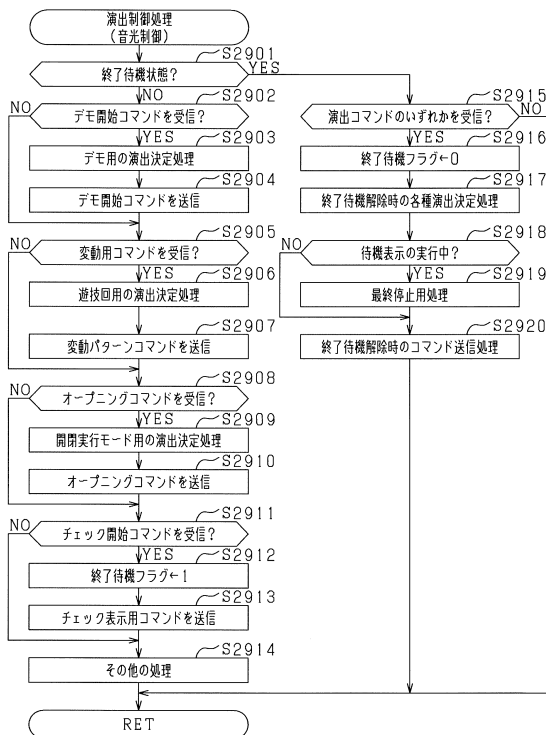 演出制御処理
(音光制御)
S2901
終了待機状態?
YES
NO
S2902
NO
デモ開始コマンドを受信?
YES
S2903
デモ用の演出決定処理
S2904
デモ開始コマンドを送信
S2905
NO
変動用コマンドを受信?
YES
S2906
遊技回用の演出決定処理
S2907
変動パターンコマンドを送信
S2908
NO
オープニングコマンドを受信?
YES
S2909
開閉実行モード用の演出決定処理
S2910
オープニングコマンドを送信
S2911
NO
チェック開始コマンドを受信?
YES
S2912
終了待機フラグ←1
S2913
チェック表示用コマンドを送信
S2914
その他の処理
RET
S2915
演出コマンドのいずれかを受信?
NO
YES
S2916
終了待機フラグ←0
S2917
終了待機解除時の各種演出決定処理
S2918
NO
待機表示の実行中?
YES
S2919
最終停止用処理
S2920
終了待機解除時のコマンド送信処理